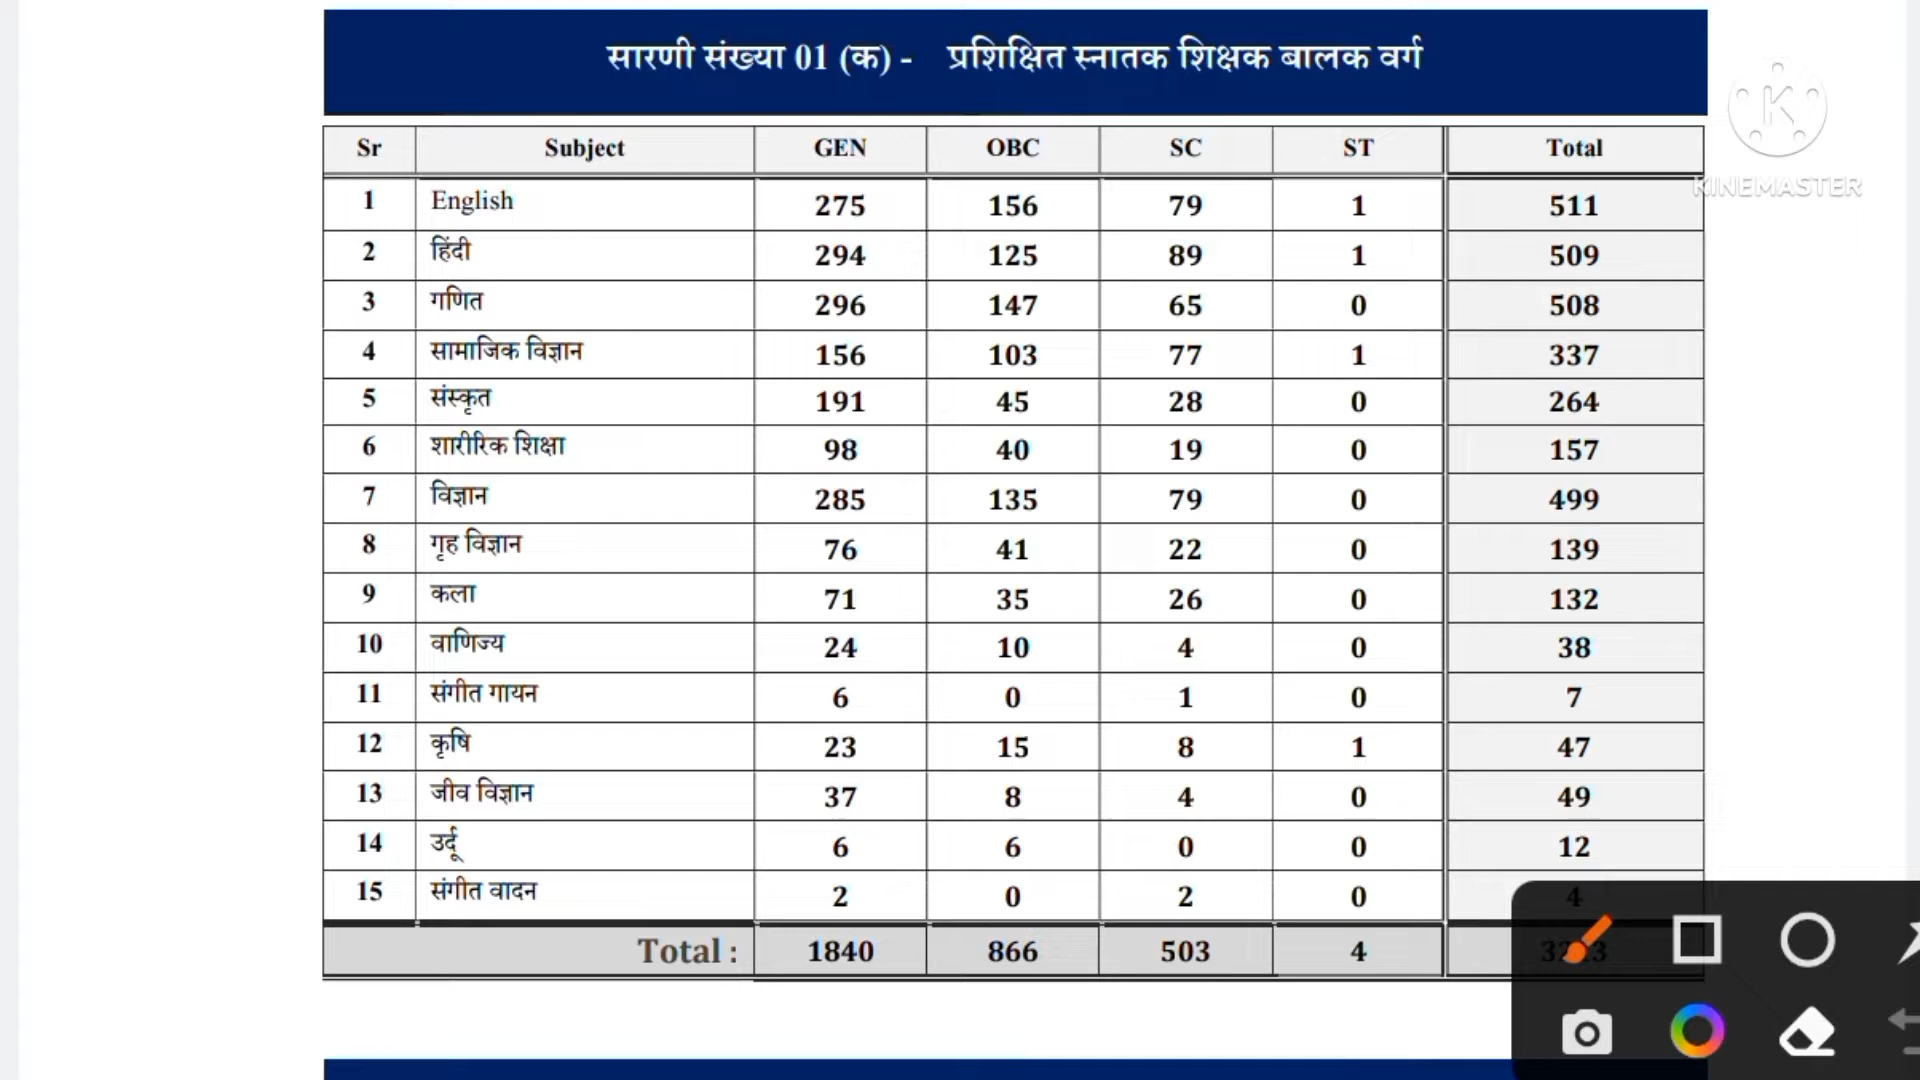 सारणी संख्या 01 (क) - प्रशिक्षित स्नातक शिक्षक बालक वर्ग
Sr Subject GEN OBC SC ST Total
1 English 275 156 79 1 511
2 हिंदी 294 125 89 1 509
3 गणित 296 147 65 0 508
4 सामाजिक विज्ञान 156 103 77 1 337
5 संस्कृत 191 45 28 0 264
6 शारीरिक शिक्षा 98 40 19 0 157
7 विज्ञान 285 135 79 0 499
8 गृह विज्ञान 76 41 22 0 139
9 कला 71 35 26 0 132
10 वाणिज्य 24 10 4 0 38
11 संगीत गायन 6 0 1 0 7
12 कृषि 23 15 8 1 47
13 जीव विज्ञान 37 8 4 0 49
14 उर्दू 6 6 0 0 12
15 संगीत वादन 2 0 2 0 4
Total : 1840 866 503 4
KINEMASTER